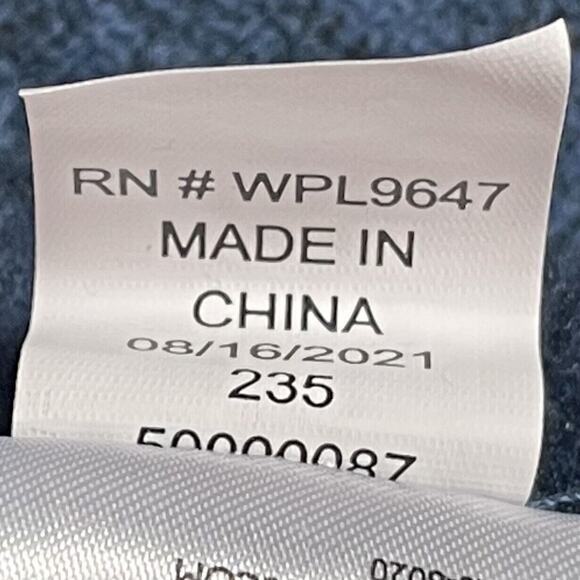 RN # WPL9647
MADE IN
CHINA
08/16/2021
235
50000087